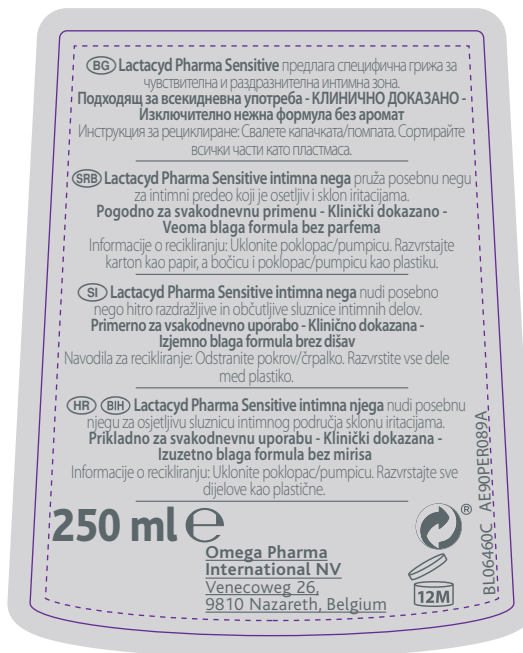 BG Lactacyd Pharma Sensitive предлага специфична грижа за
чувствителна и раздразнителна интимна зона.
Подходящ за всекидневна употреба - КЛИНИЧНО ДОКАЗАНО -
Изключително нежна формула без аромат
Инструкция за рециклиране: Свалете капачката/помпата. Сортирайте
всички части като пластмаса.
SRB Lactacyd Pharma Sensitive intimna nega pruža posebnu negu
za intimni predeo koji je osetljiv i sklon iritacijama.
Pogodno za svakodnevnu primenu - Klinički dokazano -
Veoma blaga formula bez parfema
Informacije o recikliranju: Uklonite poklopac/pumpicu. Razvrstajte
karton kao papir, a bočicu i poklopac/pumpicu kao plastiku.
SI Lactacyd Pharma Sensitive intimna nega nudi posebno
nego hitro razdražljive in občutljive sluznice intimnih delov.
Primerno za vsakodnevno uporabo - Klinično dokazana -
Izjemno blaga formula brez dišav
Navodila za recikliranje: Odstranite pokrov/črpalko. Razvrstite vse dele
med plastiko.
HR BIH Lactacyd Pharma Sensitive intimna njega nudi posebnu
njegu za osjetljivu sluznicu intimnog područja sklonu iritacijama.
Prikladno za svakodnevnu uporabu - Klinički dokazana -
Izuzetno blaga formula bez mirisa
Informacije o recikliranju: Uklonite poklopac/pumpicu. Razvrstajte sve
dijelove kao plastične.
250 ml ℮
Omega Pharma
International NV
Venecoweg 26,
9810 Nazareth, Belgium
®
12M
BL06460C AE90PER089A